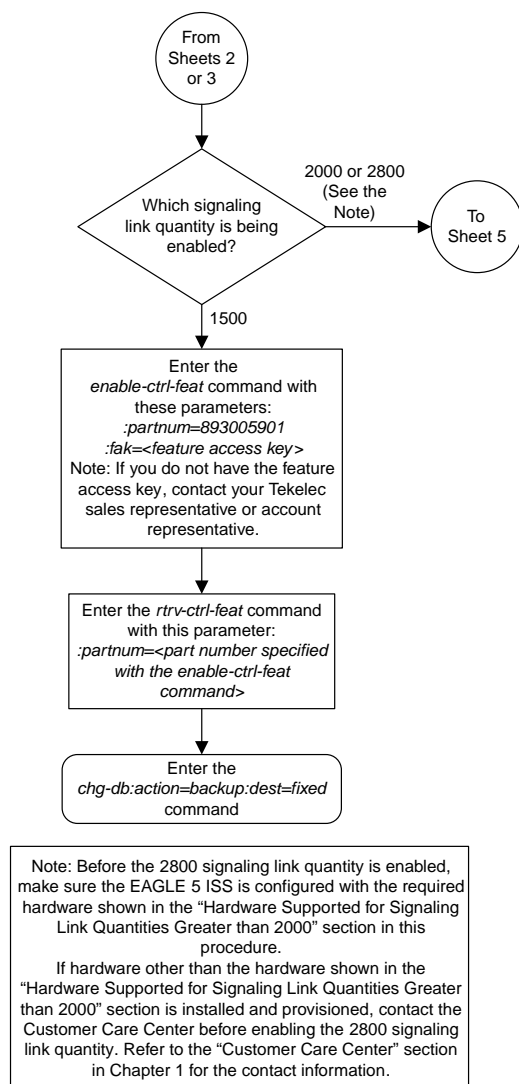 From
Sheets 2
or 3
Which signaling
link quantity is being
enabled?
2000 or 2800
(See the
Note)
To
Sheet 5
1500
Enter the
enable-ctrl-feat command with
these parameters:
:partnum=893005901
:fak=<feature access key>
Note: If you do not have the feature
access key, contact your Tekelec
sales representative or account
representative.
Enter the rtrv-ctrl-feat command
with this parameter:
:partnum=<part number specified
with the enable-ctrl-feat
command>
Enter the
chg-db:action=backup:dest=fixed
command
Note: Before the 2800 signaling link quantity is enabled,
make sure the EAGLE 5 ISS is configured with the required
hardware shown in the “Hardware Supported for Signaling
Link Quantities Greater than 2000” section in this
procedure.
If hardware other than the hardware shown in the
“Hardware Supported for Signaling Link Quantities Greater
than 2000” section is installed and provisioned, contact the
Customer Care Center before enabling the 2800 signaling
link quantity. Refer to the “Customer Care Center” section
in Chapter 1 for the contact information.